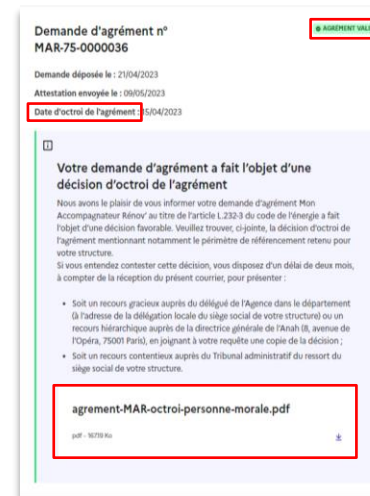 Demande d'agrément n°
MAR-75-0000036
AGRÉMENT VALI
Demande déposée le : 21/04/2023
Attestation envoyée le : 09/05/2023
Date d'octroi de l'agrément : 15/04/2023
Votre demande d'agrément a fait l'objet d'une
décision d'octroi de l'agrément
Nous avons le plaisir de vous informer votre demande d'agrément Mon
Accompagnateur Rénov' au titre de l'article L.232-3 du code de l'énergie a fait
l'objet d'une décision favorable. Veuillez trouver, ci-jointe, la décision d'octroi de
l'agrément mentionnant notamment le périmètre de référencement retenu pour
votre structure.
Si vous entendez contester cette décision, vous disposez d'un délai de deux mois,
à compter de la réception du présent courrier, pour présenter :
• Soit un recours gracieux auprès du délégué de l'Agence dans le département
(à l'adresse de la délégation locale du siège social de votre structure) ou un
recours hiérarchique auprès de la directrice générale de l'Anah (8, avenue de
l'Opéra, 75001 Paris), en joignant à votre requête une copie de la décision ;
• Soit un recours contentieux auprès du Tribunal administratif du ressort du
siège social de votre structure.
agrement-MAR-octroi-personne-morale.pdf
pdf - 16719 Ko